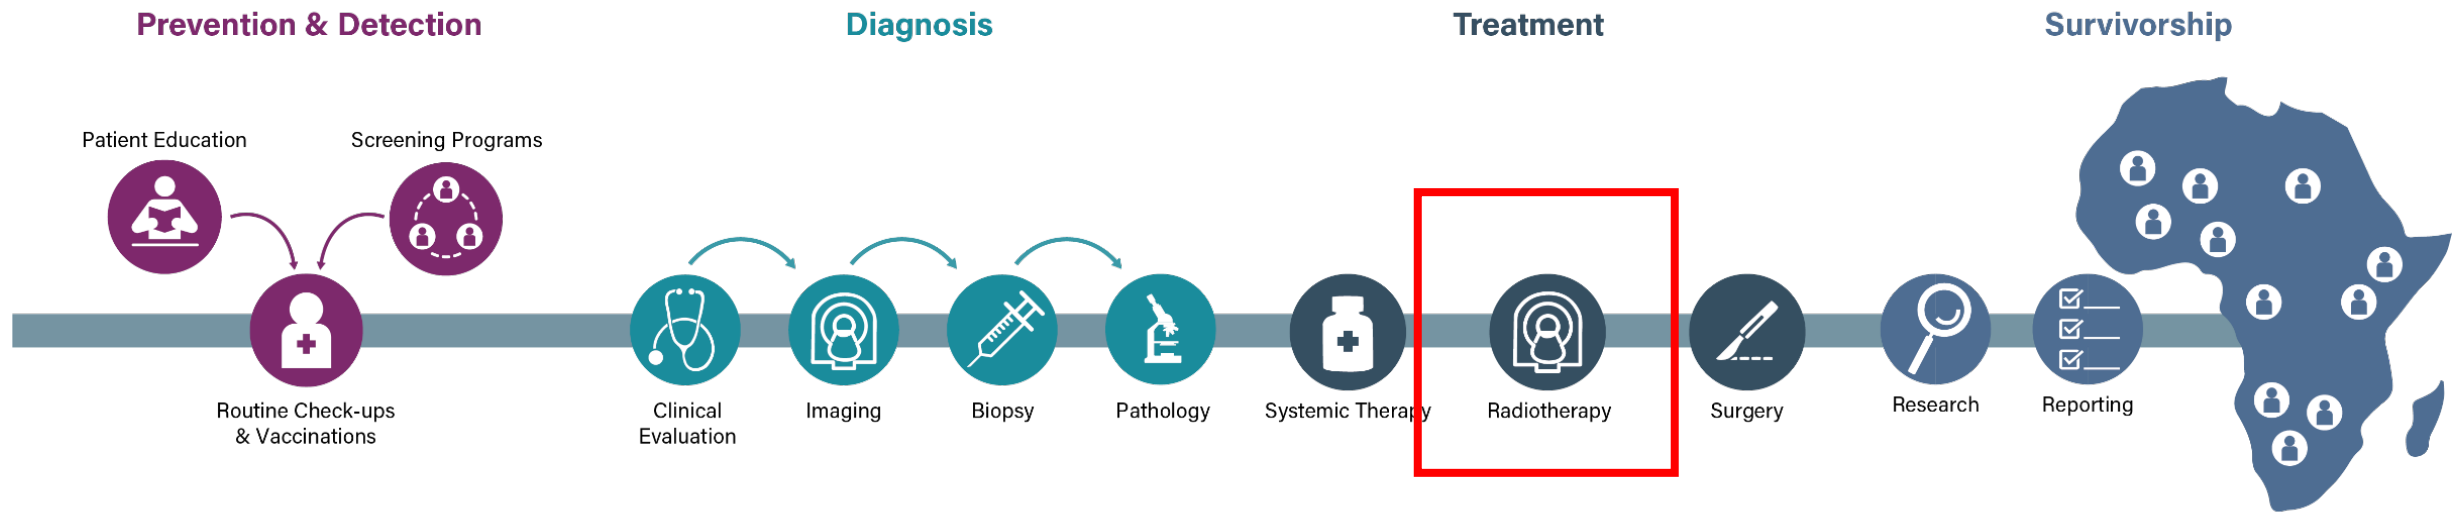 Prevention & Detection
Diagnosis
Treatment
Survivorship
Patient Education
Screening Programs
Routine Check-ups
& Vaccinations
Clinical
Evaluation
Imaging
Biopsy
Pathology
Systemic Therapy
Radiotherapy
Surgery
Research
Reporting